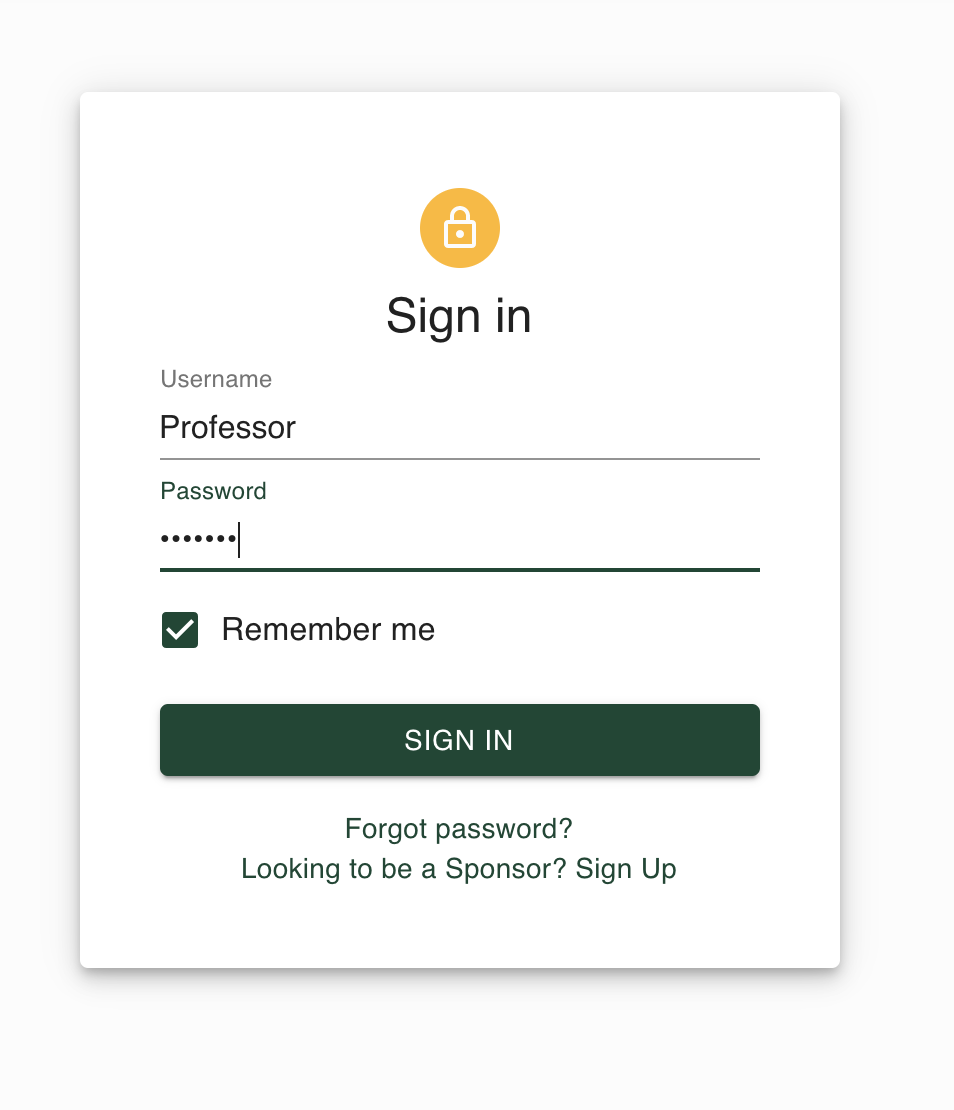 Sign in
Username
Professor
Password
•••••••
Remember me
SIGN IN
Forgot password?
Looking to be a Sponsor? Sign Up